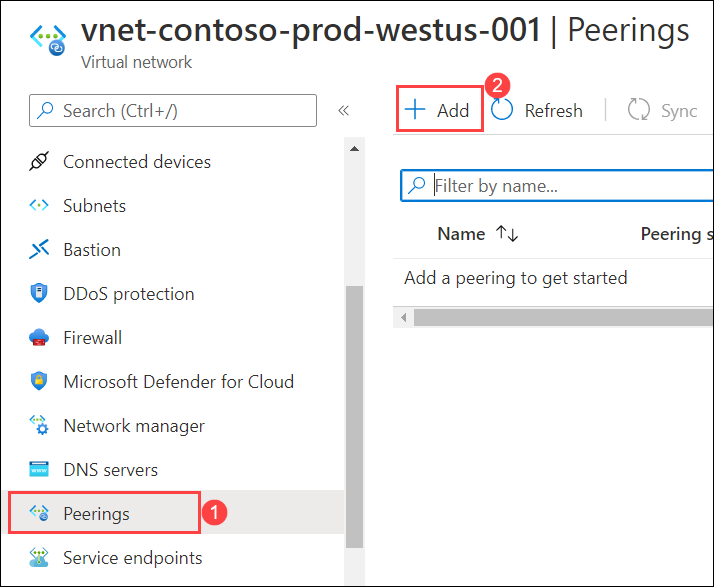 vnet-contoso-prod-westus-001 | Peerings
Virtual network
Search (Ctrl+/)
«
Connected devices
Subnets
Bastion
DDoS protection
Firewall
Microsoft Defender for Cloud
Network manager
DNS servers
Peerings 1
Service endpoints
+ Add 2 Refresh | Sync
Filter by name...
Name ↑↓ Peering s
Add a peering to get started